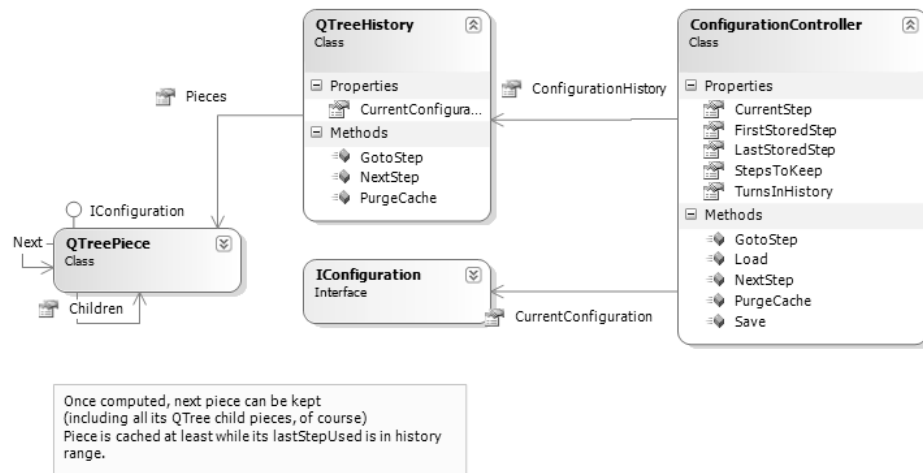 QTreeHistory
Class
Properties
CurrentConfigura...
Methods
GotoStep
NextStep
PurgeCache
ConfigurationController
Class
Properties
CurrentStep
FirstStoredStep
LastStoredStep
StepsToKeep
TurnsInHistory
Methods
GotoStep
Load
NextStep
PurgeCache
Save
Pieces
ConfigurationHistory
IConfiguration
Next
QTreePiece
Class
Children
IConfiguration
Interface
CurrentConfiguration
Once computed, next piece can be kept
(including all its QTree child pieces, of course)
Piece is cached at least while its lastStepUsed is in history
range.